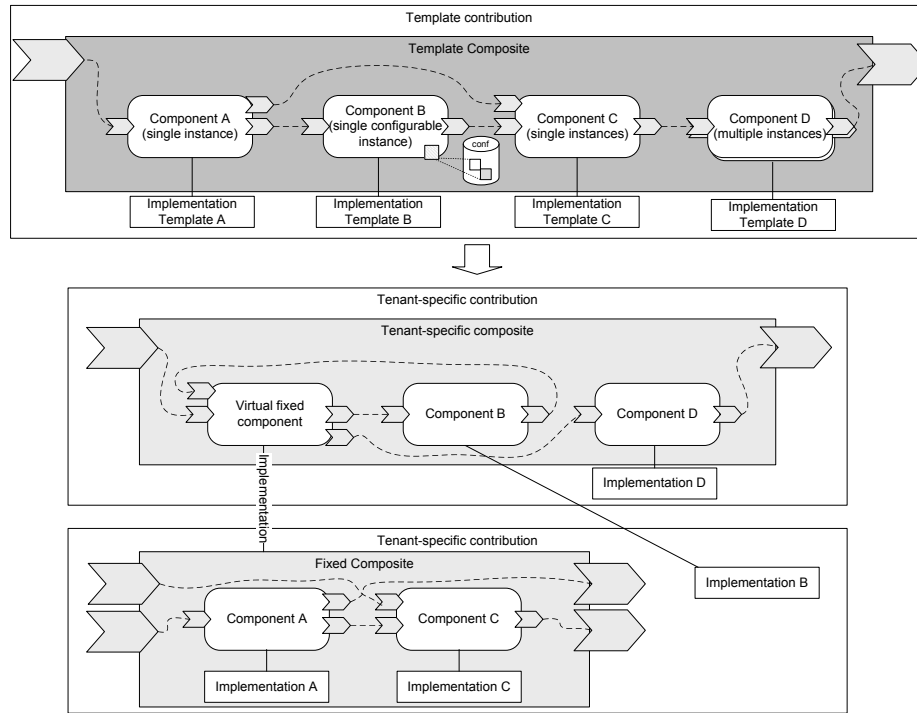 Template contribution
Template Composite
Component A
(single instance)
Component B
(single configurable
instance)
conf
Component C
(single instances)
Component D
(multiple instances)
Implementation
Template A
Implementation
Template B
Implementation
Template C
Implementation
Template D
Tenant-specific contribution
Tenant-specific composite
Virtual fixed
component
Component B
Component D
Implementation
Implementation D
Tenant-specific contribution
Fixed Composite
Implementation B
Component A
Component C
Implementation A
Implementation C